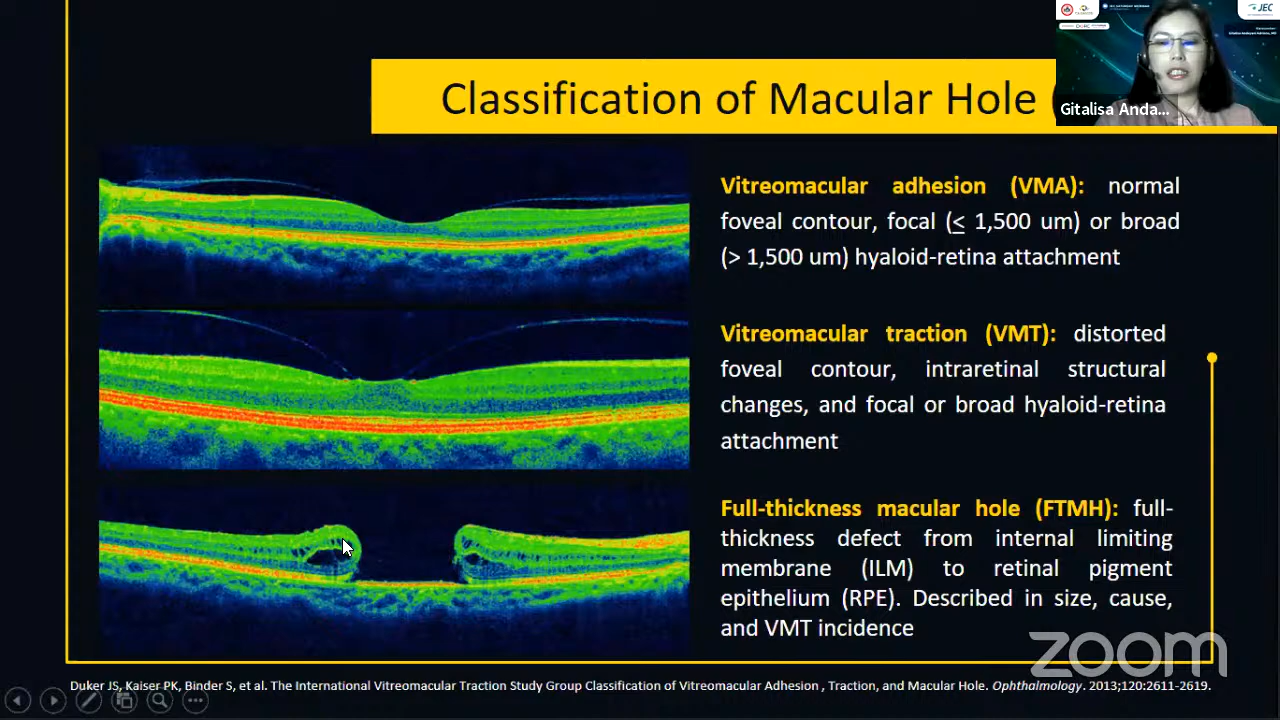 Classification of Macular Hole
JEC
Gitalisa Anda...
Vitreomacular adhesion (VMA): normal
foveal contour, focal (≤ 1,500 um) or broad
(> 1,500 um) hyaloid-retina attachment
Vitreomacular traction (VMT): distorted
foveal contour, intraretinal structural
changes, and focal or broad hyaloid-retina
attachment
Full-thickness macular hole (FTMH): full-
thickness defect from internal limiting
membrane (ILM) to retinal pigment
epithelium (RPE). Described in size, cause,
and VMT incidence
zoom
Duker JS, Kaiser PK, Binder S, et al. The International Vitreomacular Traction Study Group Classification of Vitreomacular Adhesion , Traction, and Macular Hole. Ophthalmology. 2013;120:2611-2619.